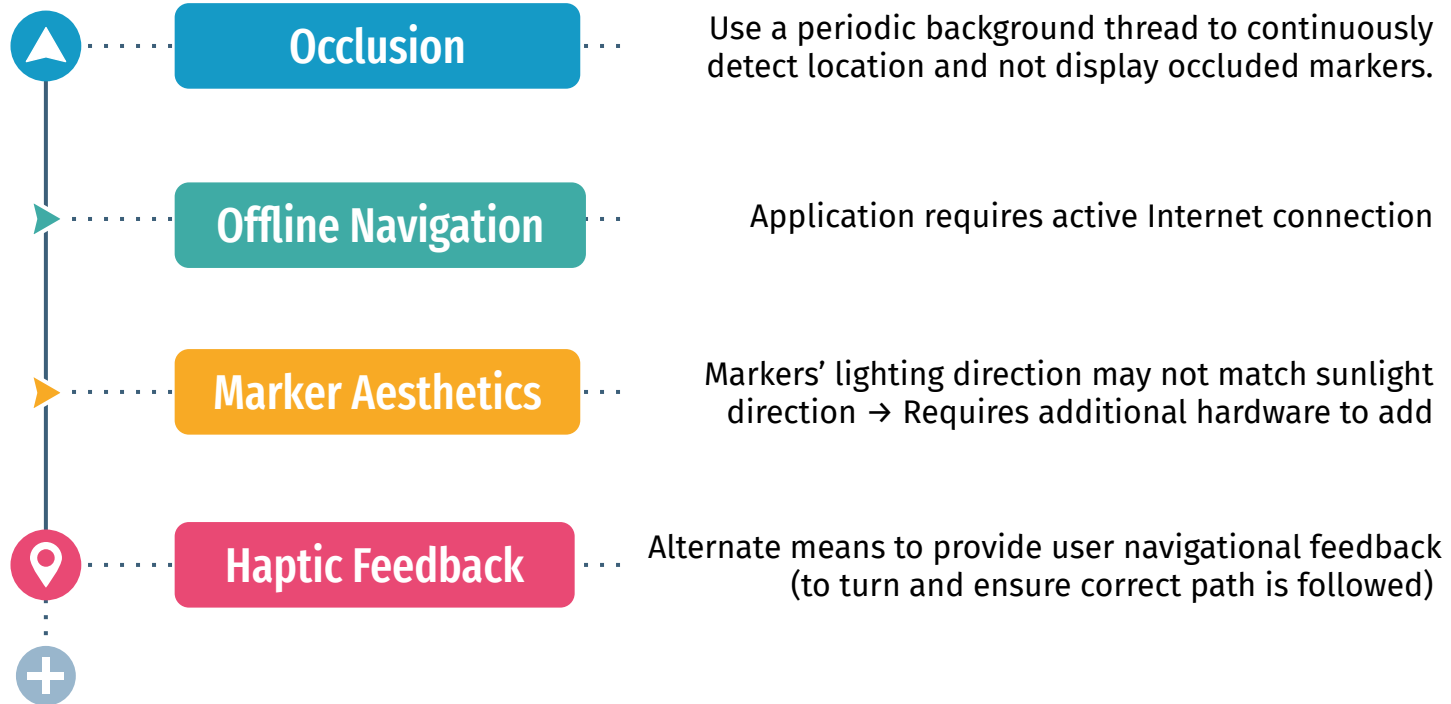 Occlusion
Use a periodic background thread to continuously
detect location and not display occluded markers.
Offline Navigation
Application requires active Internet connection
Marker Aesthetics
Markers’ lighting direction may not match sunlight
direction → Requires additional hardware to add
Haptic Feedback
Alternate means to provide user navigational feedback
(to turn and ensure correct path is followed)